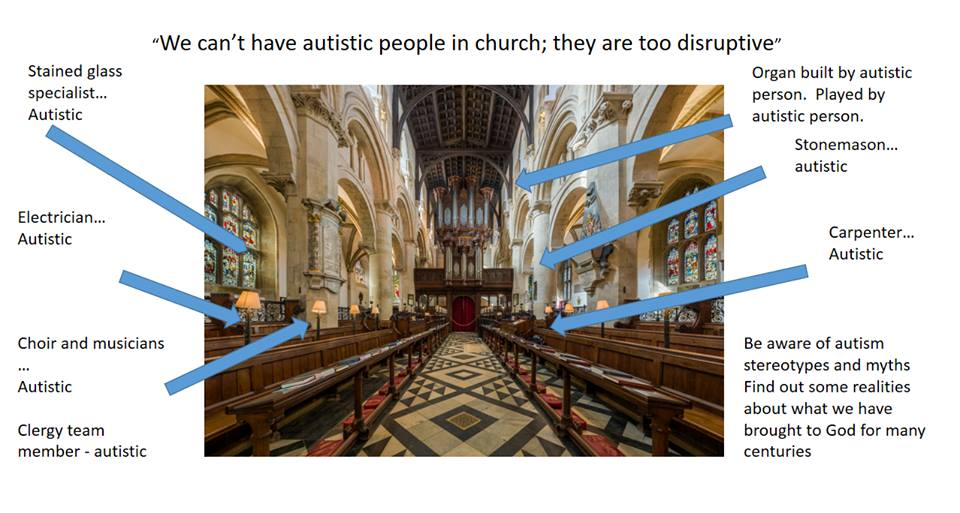 “We can’t have autistic people in church; they are too disruptive”
Stained glass
specialist…
Autistic
Electrician…
Autistic
Choir and musicians
…
Autistic
Clergy team
member - autistic
Organ built by autistic
person.  Played by
autistic person.
Stonemason…
autistic
Carpenter…
Autistic
Be aware of autism
stereotypes and myths
Find out some realities
about what we have
brought to God for many
centuries